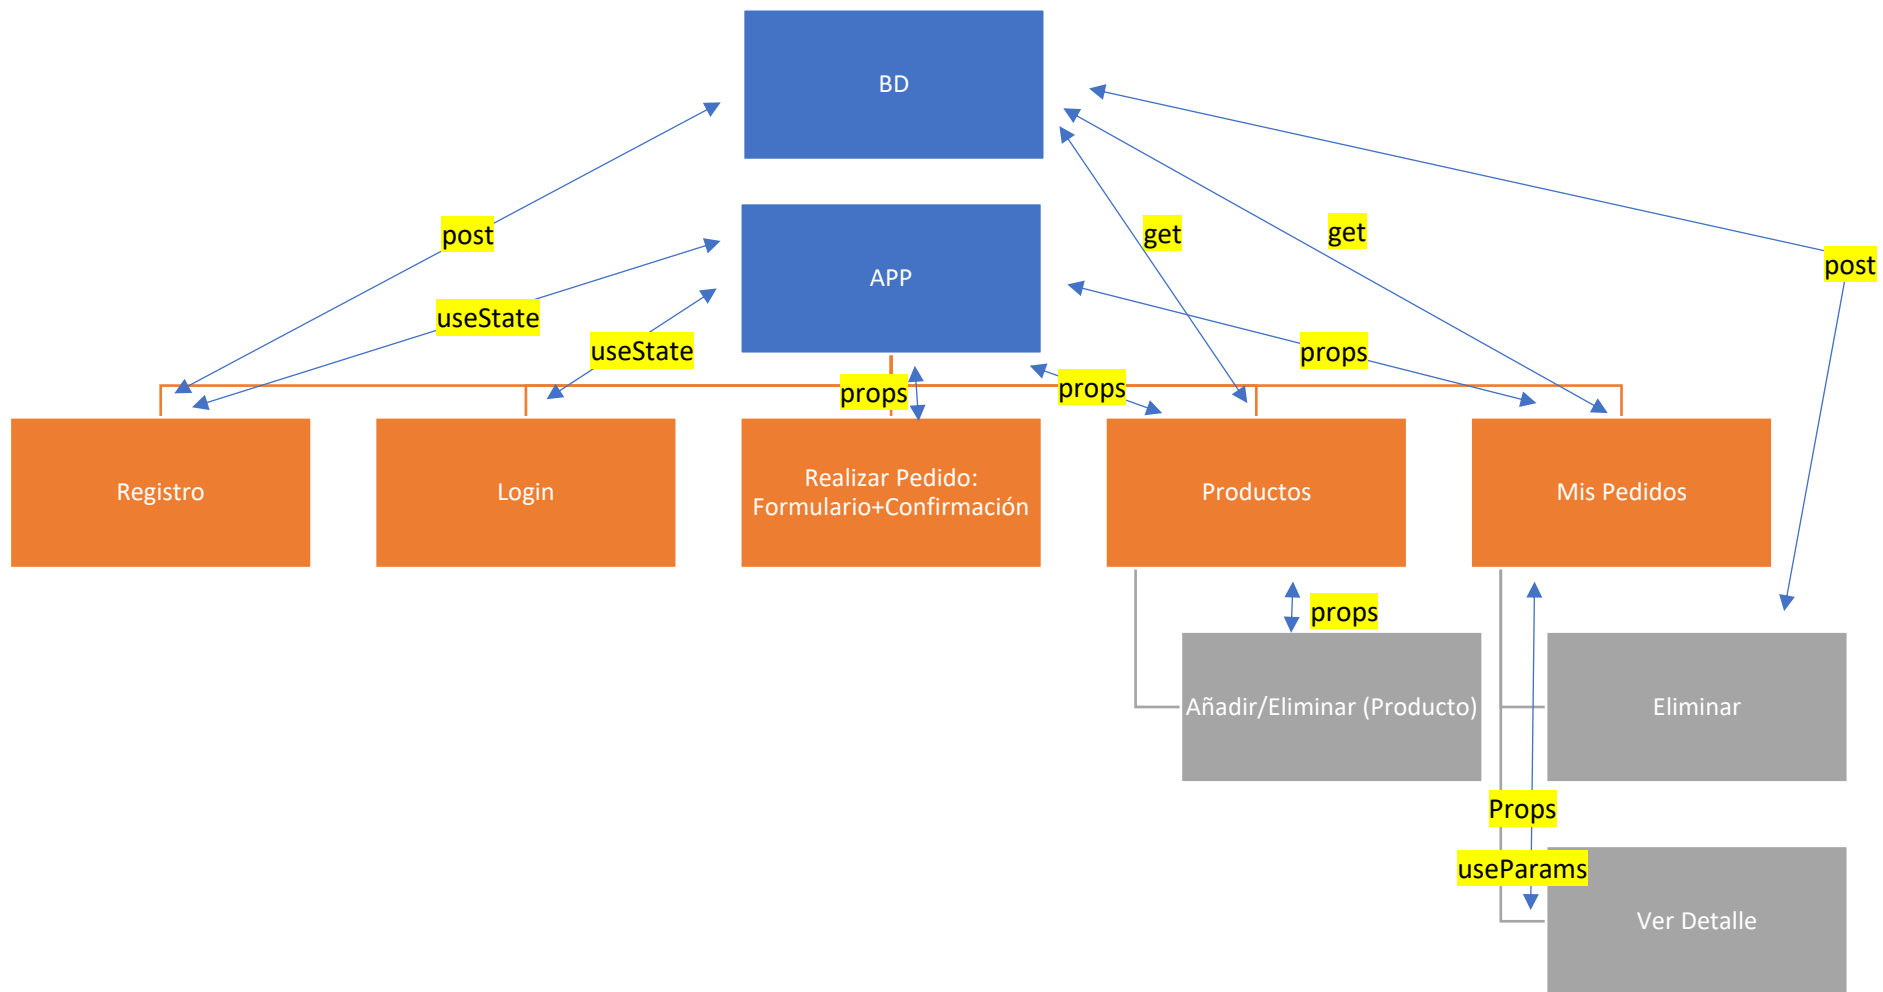 BD
post
get
get
post
APP
useState
useState
props
props
props
Registro
Login
Realizar Pedido:
Formulario+Confirmación
Productos
Mis Pedidos
props
Añadir/Eliminar (Producto)
Eliminar
Props
useParams
Ver Detalle